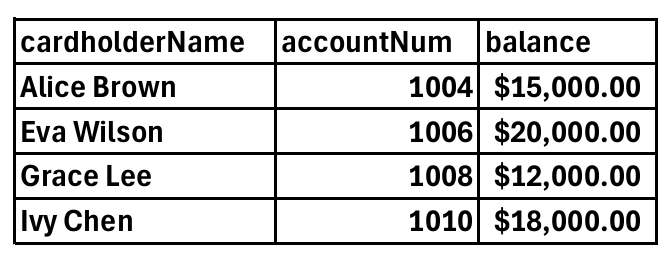 cardholderName accountNum balance
Alice Brown 1004 $15,000.00
Eva Wilson 1006 $20,000.00
Grace Lee 1008 $12,000.00
Ivy Chen 1010 $18,000.00